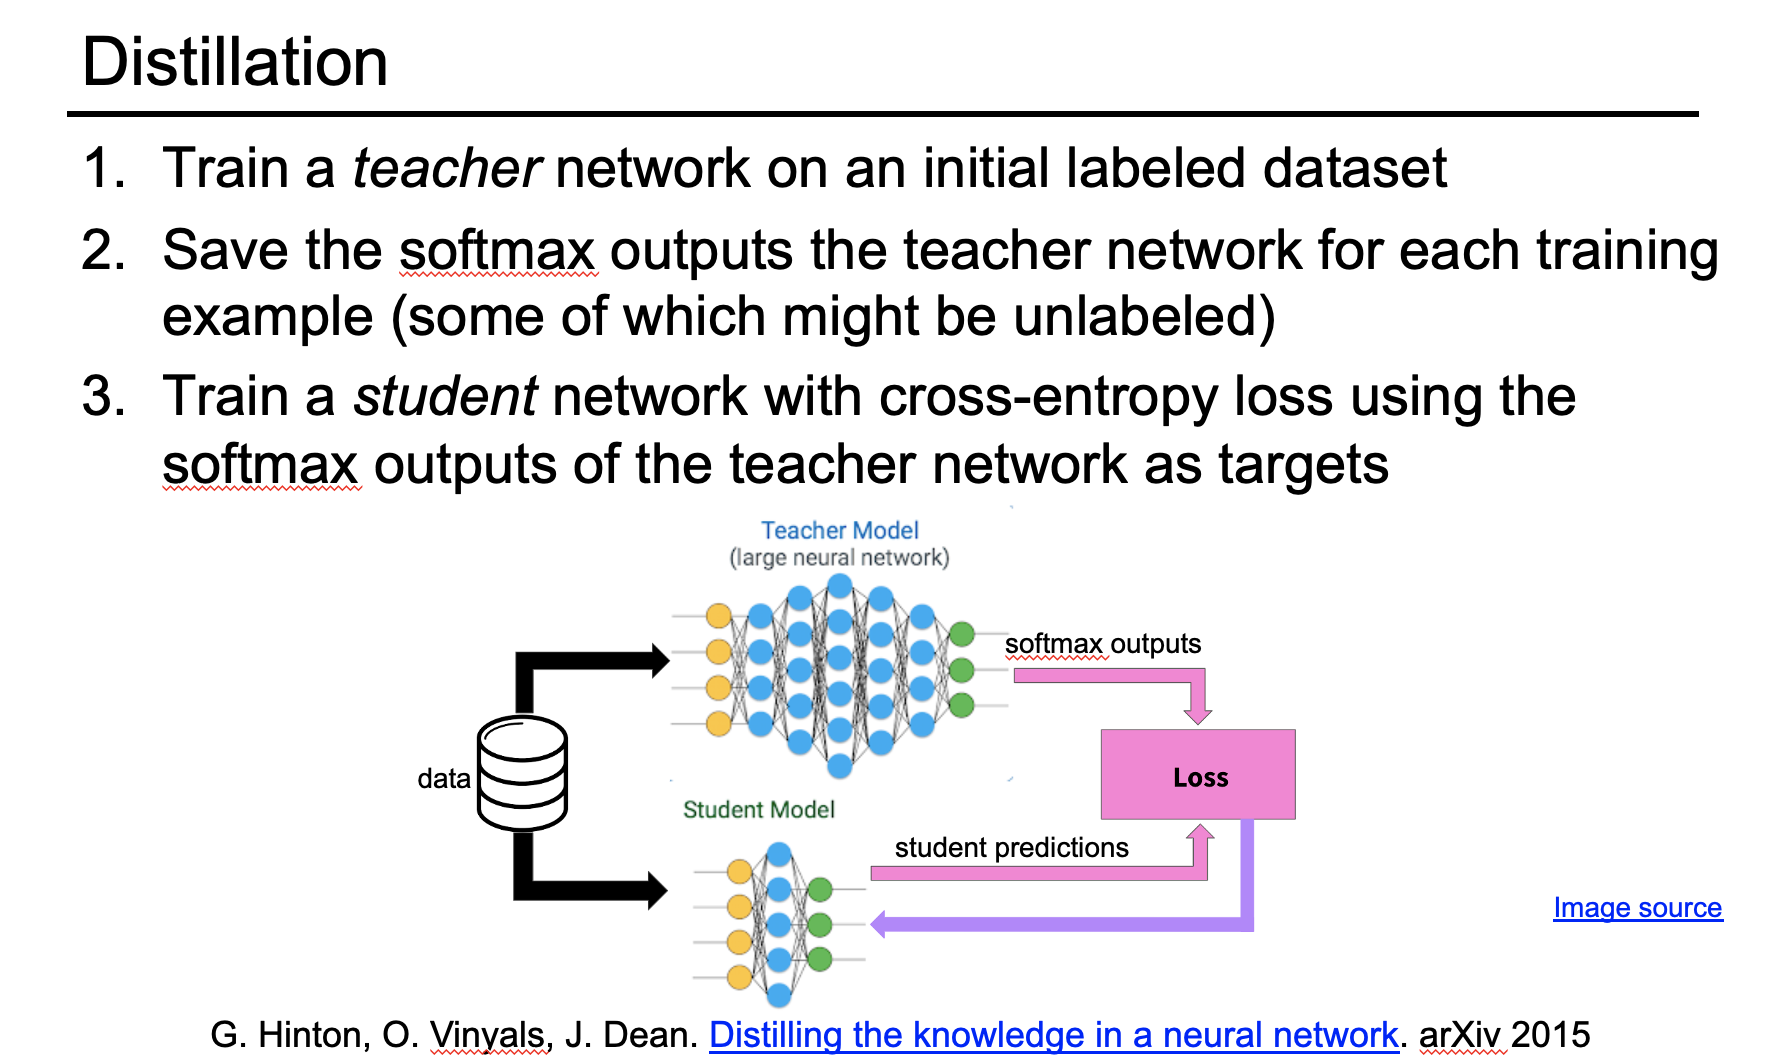 Distillation
1. Train a teacher network on an initial labeled dataset
2. Save the softmax outputs the teacher network for each training
example (some of which might be unlabeled)
3. Train a student network with cross-entropy loss using the
softmax outputs of the teacher network as targets
Teacher Model
(large neural network)
softmax outputs
data
Loss
Student Model
student predictions
Image source
G. Hinton, O. Vinyals, J. Dean. Distilling the knowledge in a neural network. arXiv 2015